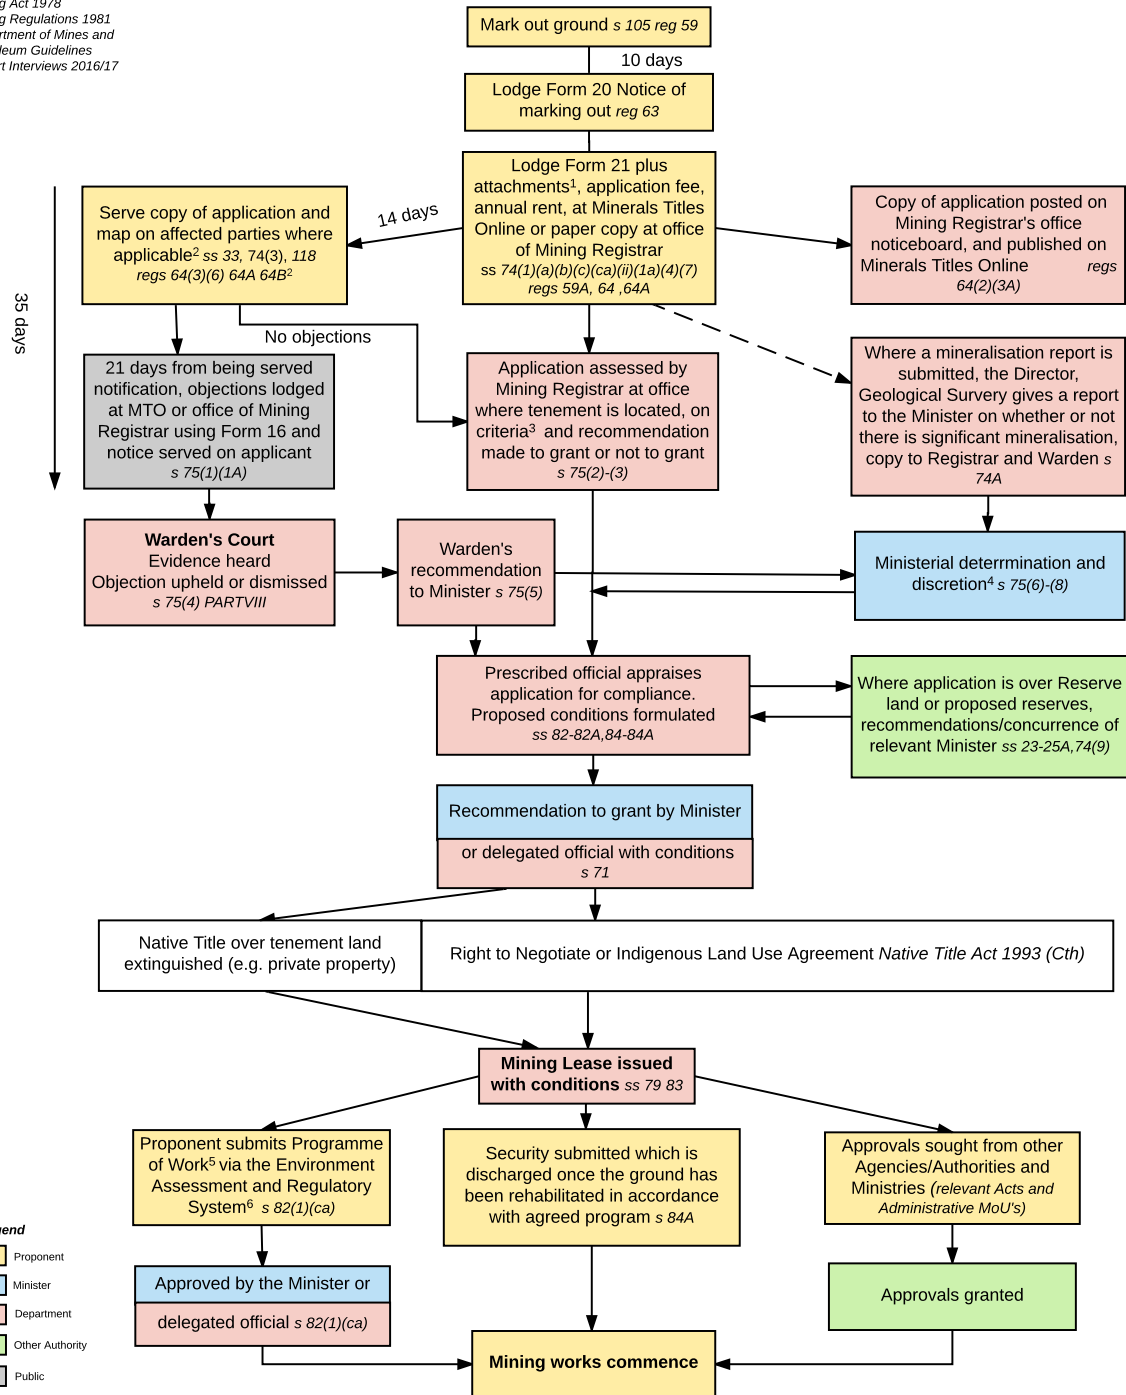 g Act 1978
g Regulations 1981
rtment of Mines and
leum Guidelines
rt Interviews 2016/17
Mark out ground s 105 reg 59
10 days
Lodge Form 20 Notice of
marking out reg 63
Lodge Form 21 plus
attachments¹, application fee,
annual rent, at Minerals Titles
Online or paper copy at office
of Mining Registrar
ss 74(1)(a)(b)(c)(ca)(ii)(1a)(4)(7)
regs 59A, 64 ,64A
14 days
Serve copy of application and
map on affected parties where
applicable² ss 33, 74(3), 118
regs 64(3)(6) 64A 64B²
Copy of application posted on
Mining Registrar's office
noticeboard, and published on
Minerals Titles Online regs
64(2)(3A)
35 days
No objections
21 days from being served
notification, objections lodged
at MTO or office of Mining
Registrar using Form 16 and
notice served on applicant
s 75(1)(1A)
Application assessed by
Mining Registrar at office
where tenement is located, on
criteria³ and recommendation
made to grant or not to grant
s 75(2)-(3)
Where a mineralisation report is
submitted, the Director,
Geological Survery gives a report
to the Minister on whether or not
there is significant mineralisation,
copy to Registrar and Warden s
74A
Warden's Court
Evidence heard
Objection upheld or dismissed
s 75(4) PARTVIII
Warden's
recommendation
to Minister s 75(5)
Ministerial deterrmination and
discretion⁴ s 75(6)-(8)
Prescribed official appraises
application for compliance.
Proposed conditions formulated
ss 82-82A,84-84A
Where application is over Reserve
land or proposed reserves,
recommendations/concurrence of
relevant Minister ss 23-25A,74(9)
Recommendation to grant by Minister
or delegated official with conditions
s 71
Native Title over tenement land
extinguished (e.g. private property)
Right to Negotiate or Indigenous Land Use Agreement Native Title Act 1993 (Cth)
Mining Lease issued
with conditions ss 79 83
Proponent submits Programme
of Work⁵ via the Environment
Assessment and Regulatory
System⁶ s 82(1)(ca)
Security submitted which is
discharged once the ground has
been rehabilitated in accordance
with agreed program s 84A
Approvals sought from other
Agencies/Authorities and
Ministries (relevant Acts and
Administrative MoU's)
Approved by the Minister or
delegated official s 82(1)(ca)
Approvals granted
Mining works commence
gend
Proponent
Minister
Department
Other Authority
Public